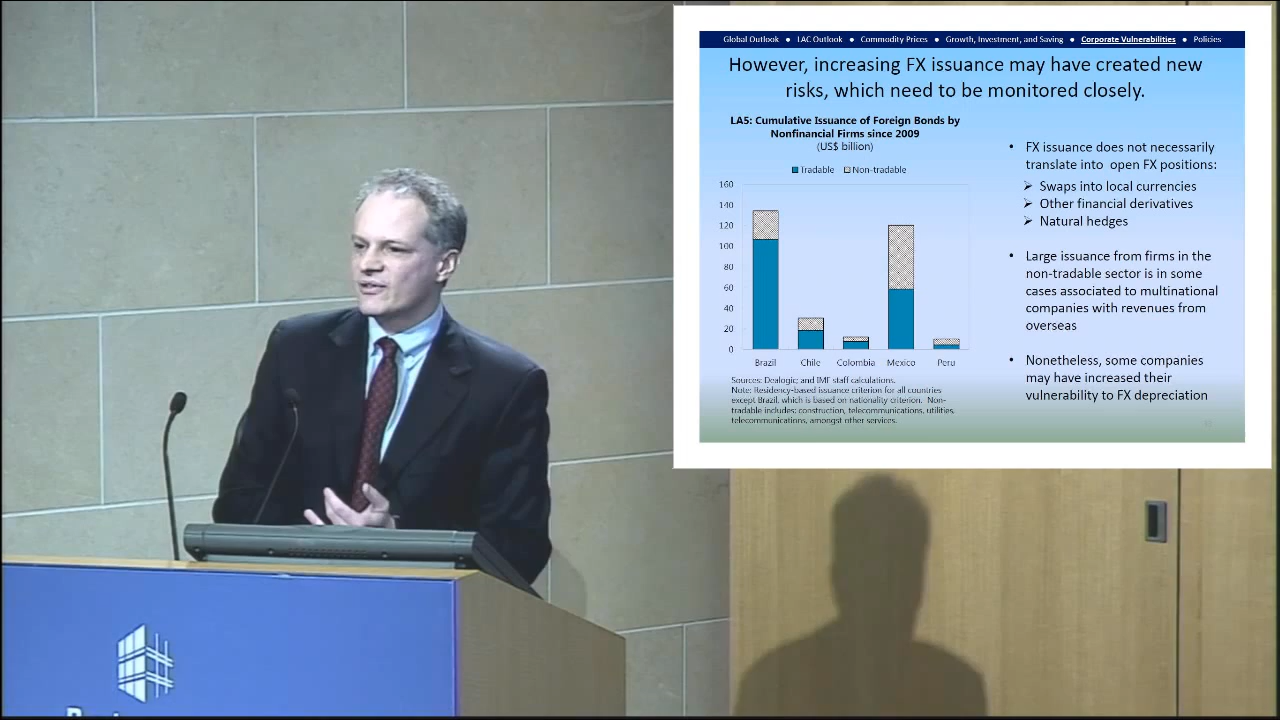 Global Outlook ● LAC Outlook ● Commodity Prices ● Growth, Investment, and Saving ● Corporate Vulnerabilities ● Policies
However, increasing FX issuance may have created new
risks, which need to be monitored closely.
LA5: Cumulative Issuance of Foreign Bonds by
Nonfinancial Firms since 2009
(US$ billion)
Tradable Non-tradable
160
140
120
100
80
60
40
20
0
Brazil Chile Colombia Mexico Peru
Sources: Dealogic; and IMF staff calculations.
Note: Residency-based issuance criterion for all countries
except Brazil, which is based on nationality criterion. Non-
tradable includes: construction, telecommunications, utilities,
telecommunications, amongst other services.
• FX issuance does not necessarily
translate into open FX positions:
➢ Swaps into local currencies
➢ Other financial derivatives
➢ Natural hedges
• Large issuance from firms in the
non-tradable sector is in some
cases associated to multinational
companies with revenues from
overseas
• Nonetheless, some companies
may have increased their
vulnerability to FX depreciation